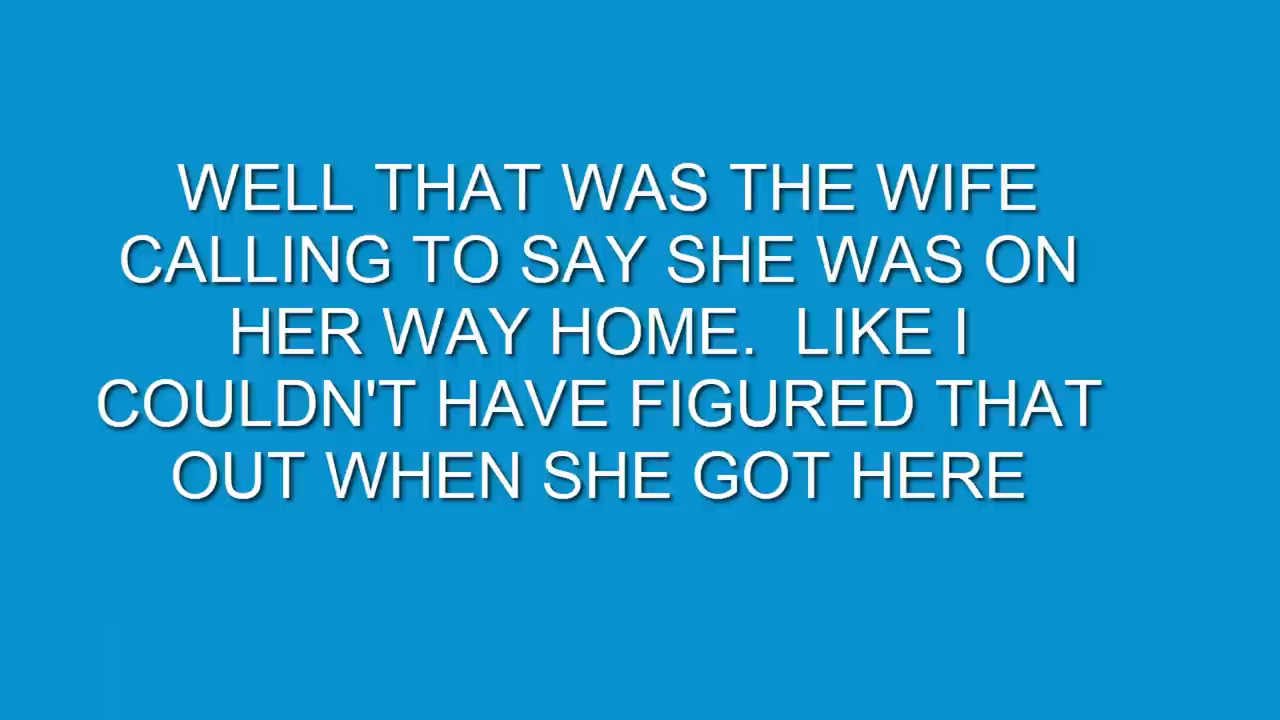 WELL THAT WAS THE WIFE
CALLING TO SAY SHE WAS ON
HER WAY HOME.  LIKE I
COULDN'T HAVE FIGURED THAT
OUT WHEN SHE GOT HERE